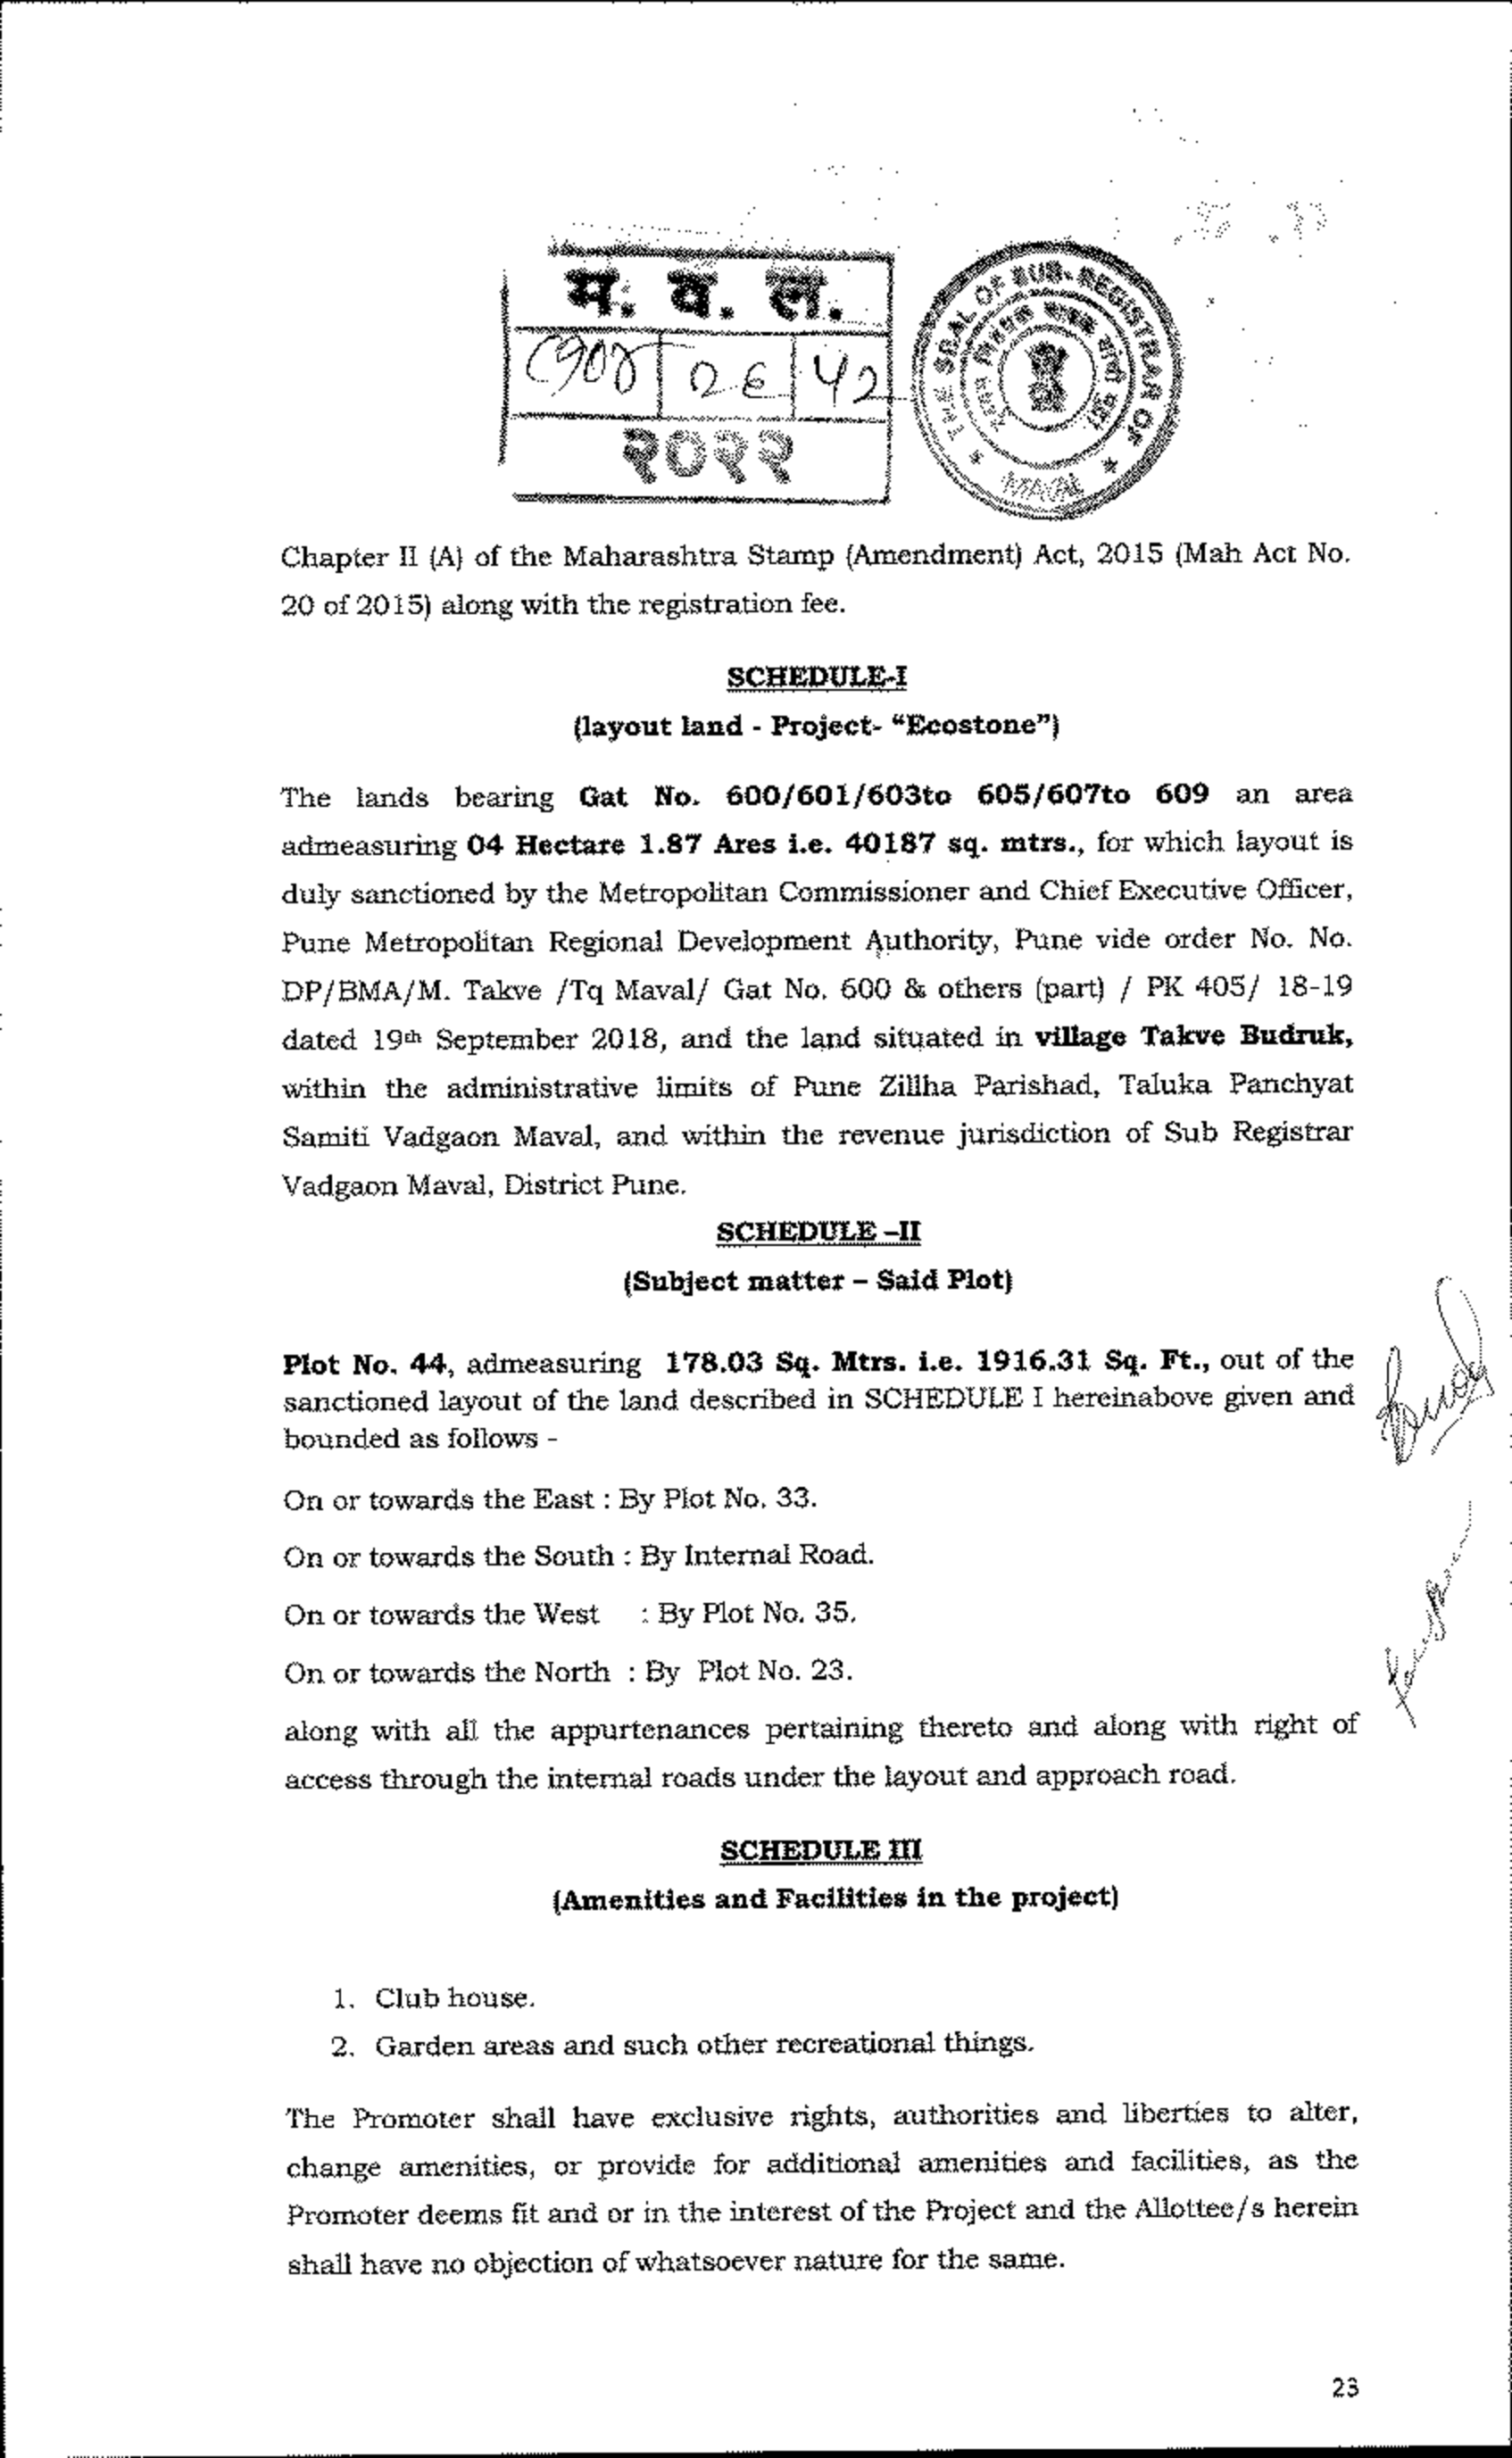 म. व. ल.
२०२२
THE SEAL OF SUB-REGISTRAR OF
MAVAL
Chapter II (A) of the Maharashtra Stamp (Amendment) Act, 2015 (Mah Act No.
20 of 2015) along with the registration fee.
SCHEDULE-I
(layout land - Project- “Ecostone”)
The lands bearing Gat No. 600/601/603to 605/607to 609 an area
admeasuring 04 Hectare 1.87 Ares i.e. 40187 sq. mtrs., for which layout is
duly sanctioned by the Metropolitan Commissioner and Chief Executive Officer,
Pune Metropolitan Regional Development Authority, Pune vide order No. No.
DP/BMA/M. Takve /Tq Maval/ Gat No. 600 & others (part) / PK 405/ 18-19
dated 19th September 2018, and the land situated in village Takve Budruk,
within the administrative limits of Pune Zillha Parishad, Taluka Panchyat
Samiti Vadgaon Maval, and within the revenue jurisdiction of Sub Registrar
Vadgaon Maval, District Pune.
SCHEDULE –II
(Subject matter – Said Plot)
Plot No. 44, admeasuring 178.03 Sq. Mtrs. i.e. 1916.31 Sq. Ft., out of the
sanctioned layout of the land described in SCHEDULE I hereinabove given and
bounded as follows -
On or towards the East : By Plot No. 33.
On or towards the South : By Internal Road.
On or towards the West : By Plot No. 35.
On or towards the North : By Plot No. 23.
along with all the appurtenances pertaining thereto and along with right of
access through the internal roads under the layout and approach road.
SCHEDULE III
(Amenities and Facilities in the project)
1. Club house.
2. Garden areas and such other recreational things.
The Promoter shall have exclusive rights, authorities and liberties to alter,
change amenities, or provide for additional amenities and facilities, as the
Promoter deems fit and or in the interest of the Project and the Allottee/s herein
shall have no objection of whatsoever nature for the same.
23